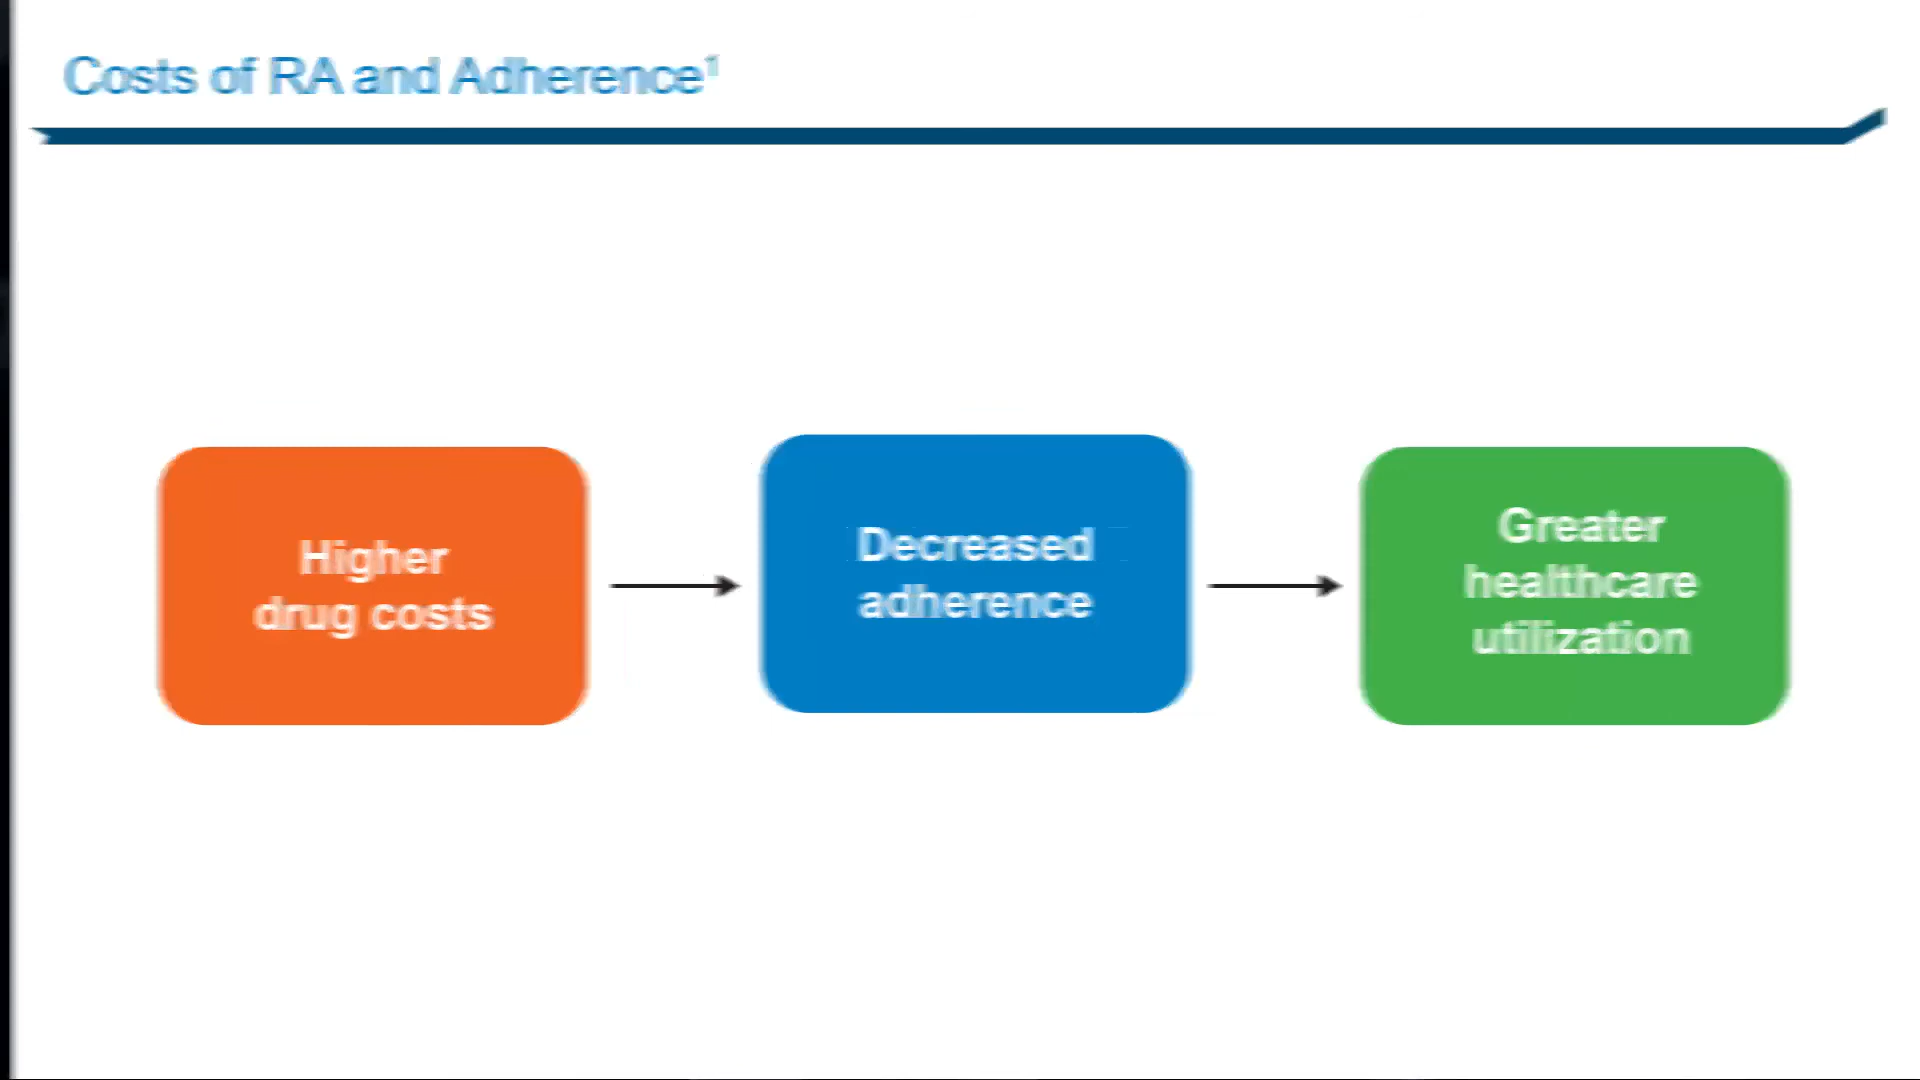 Costs of RA and Adherence¹
Higher
drug costs
Decreased
adherence
Greater
healthcare
utilization